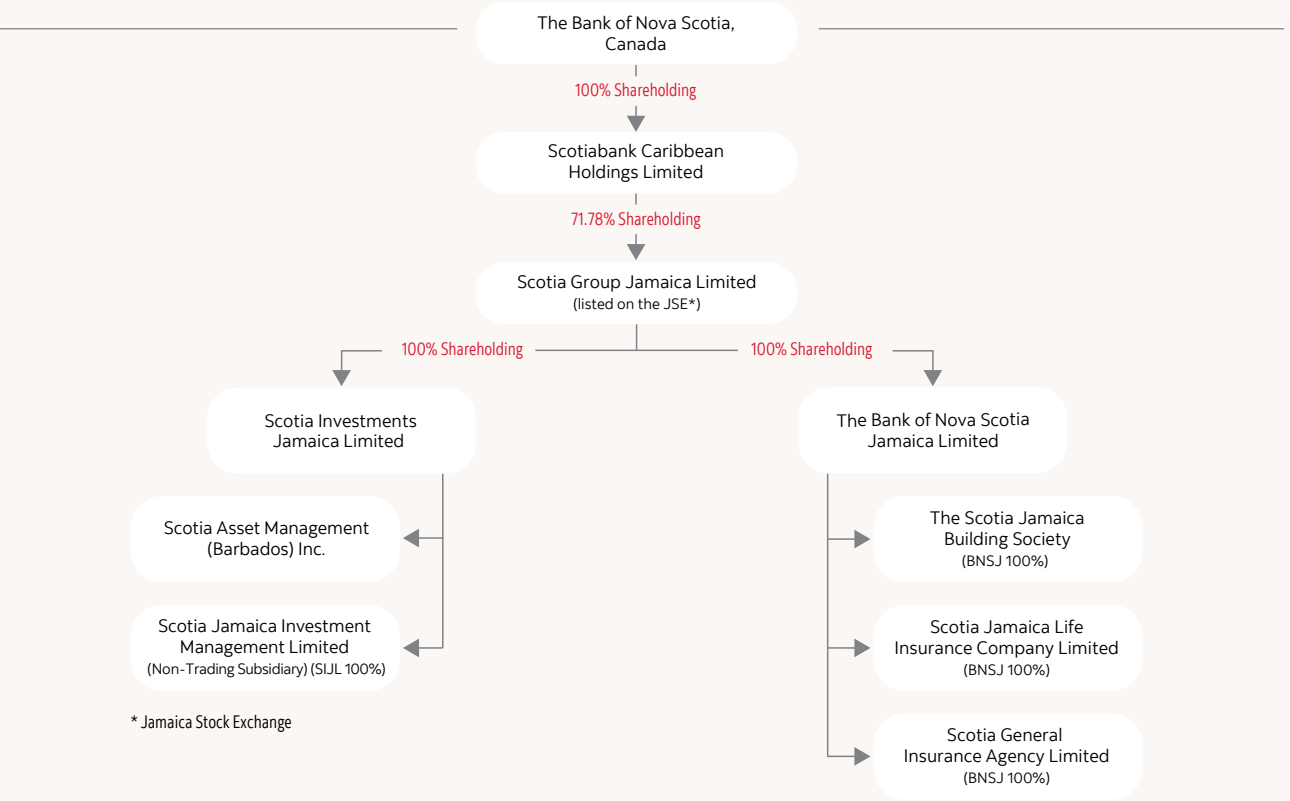 The Bank of Nova Scotia,
Canada
100% Shareholding
Scotiabank Caribbean
Holdings Limited
71.78% Shareholding
Scotia Group Jamaica Limited
(listed on the JSE*)
100% Shareholding
100% Shareholding
Scotia Investments
Jamaica Limited
The Bank of Nova Scotia
Jamaica Limited
Scotia Asset Management
(Barbados) Inc.
Scotia Jamaica Investment
Management Limited
(Non-Trading Subsidiary) (SIJL 100%)
The Scotia Jamaica
Building Society
(BNSJ 100%)
Scotia Jamaica Life
Insurance Company Limited
(BNSJ 100%)
Scotia General
Insurance Agency Limited
(BNSJ 100%)
* Jamaica Stock Exchange